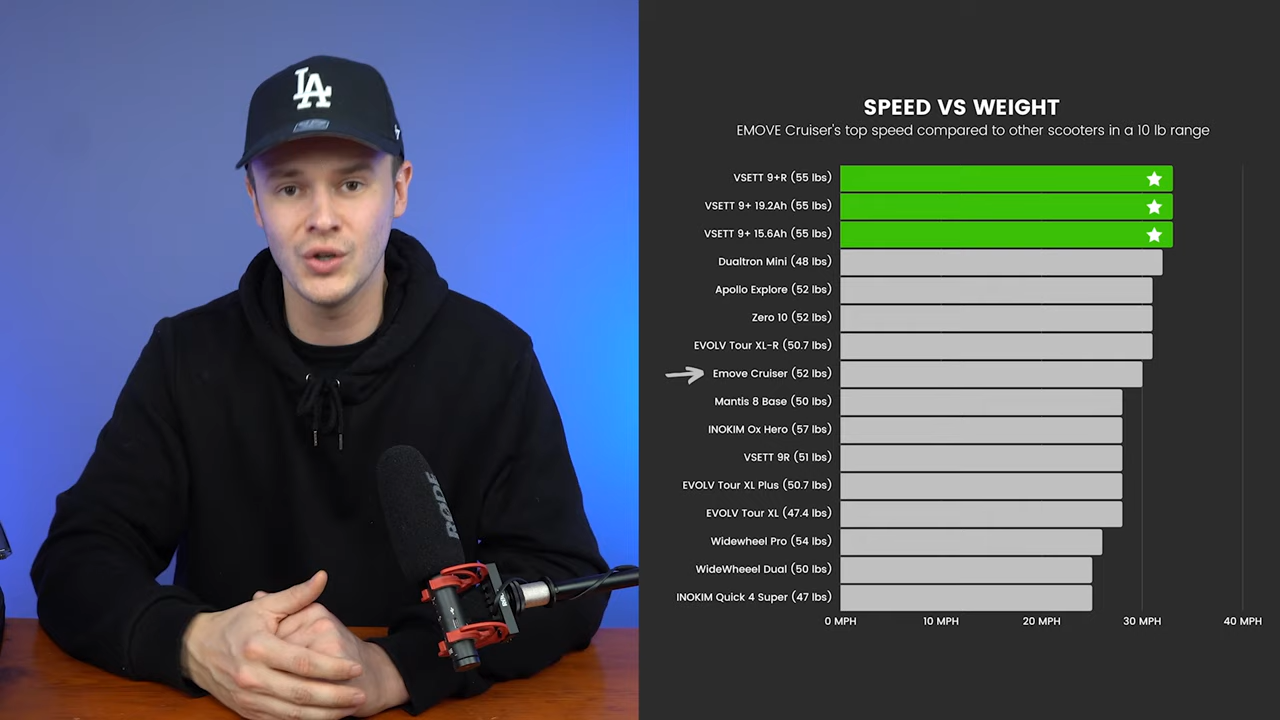 LA
RØDE
SPEED VS WEIGHT
EMOVE Cruiser's top speed compared to other scooters in a 10 lb range
VSETT 9+R (55 lbs)
VSETT 9+ 19.2Ah (55 lbs)
VSETT 9+ 15.6Ah (55 lbs)
Dualtron Mini (48 lbs)
Apollo Explore (52 lbs)
Zero 10 (52 lbs)
EVOLV Tour XL-R (50.7 lbs)
Emove Cruiser (52 lbs)
Mantis 8 Base (50 lbs)
INOKIM Ox Hero (57 lbs)
VSETT 9R (51 lbs)
EVOLV Tour XL Plus (50.7 lbs)
EVOLV Tour XL (47.4 lbs)
Widewheel Pro (54 lbs)
WideWheeel Dual (50 lbs)
INOKIM Quick 4 Super (47 lbs)
0 MPH 10 MPH 20 MPH 30 MPH 40 MPH